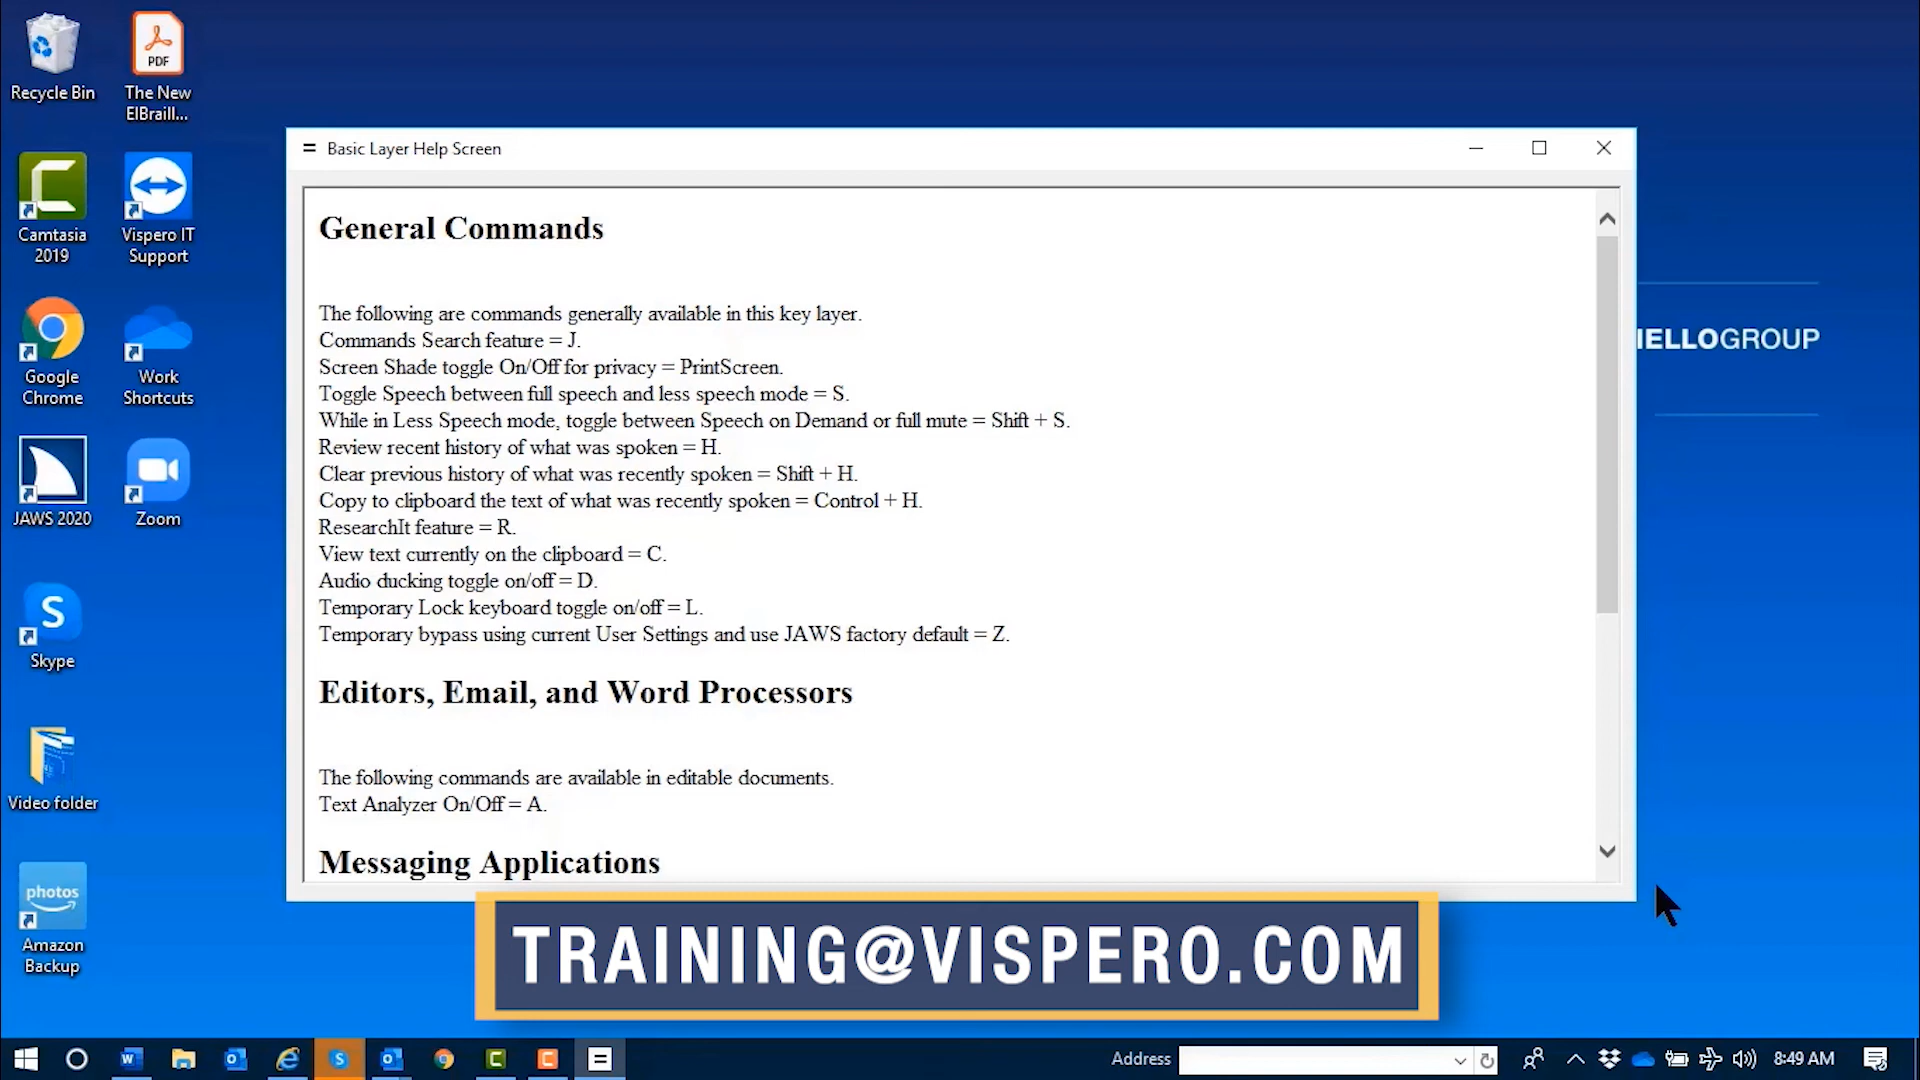 Recycle Bin
PDF
The New
ElBraill...
Camtasia
2019
Vispero IT
Support
Google
Chrome
Work
Shortcuts
JAWS 2020
Zoom
Skype
Video folder
photos
Amazon
Backup
Basic Layer Help Screen
General Commands
The following are commands generally available in this key layer.
Commands Search feature = J.
Screen Shade toggle On/Off for privacy = PrintScreen.
Toggle Speech between full speech and less speech mode = S.
While in Less Speech mode, toggle between Speech on Demand or full mute = Shift + S.
Review recent history of what was spoken = H.
Clear previous history of what was recently spoken = Shift + H.
Copy to clipboard the text of what was recently spoken = Control + H.
ResearchIt feature = R.
View text currently on the clipboard = C.
Audio ducking toggle on/off = D.
Temporary Lock keyboard toggle on/off = L.
Temporary bypass using current User Settings and use JAWS factory default = Z.
Editors, Email, and Word Processors
The following commands are available in editable documents.
Text Analyzer On/Off = A.
Messaging Applications
IELLOGROUP
TRAINING@VISPERO.COM
Address
8:49 AM